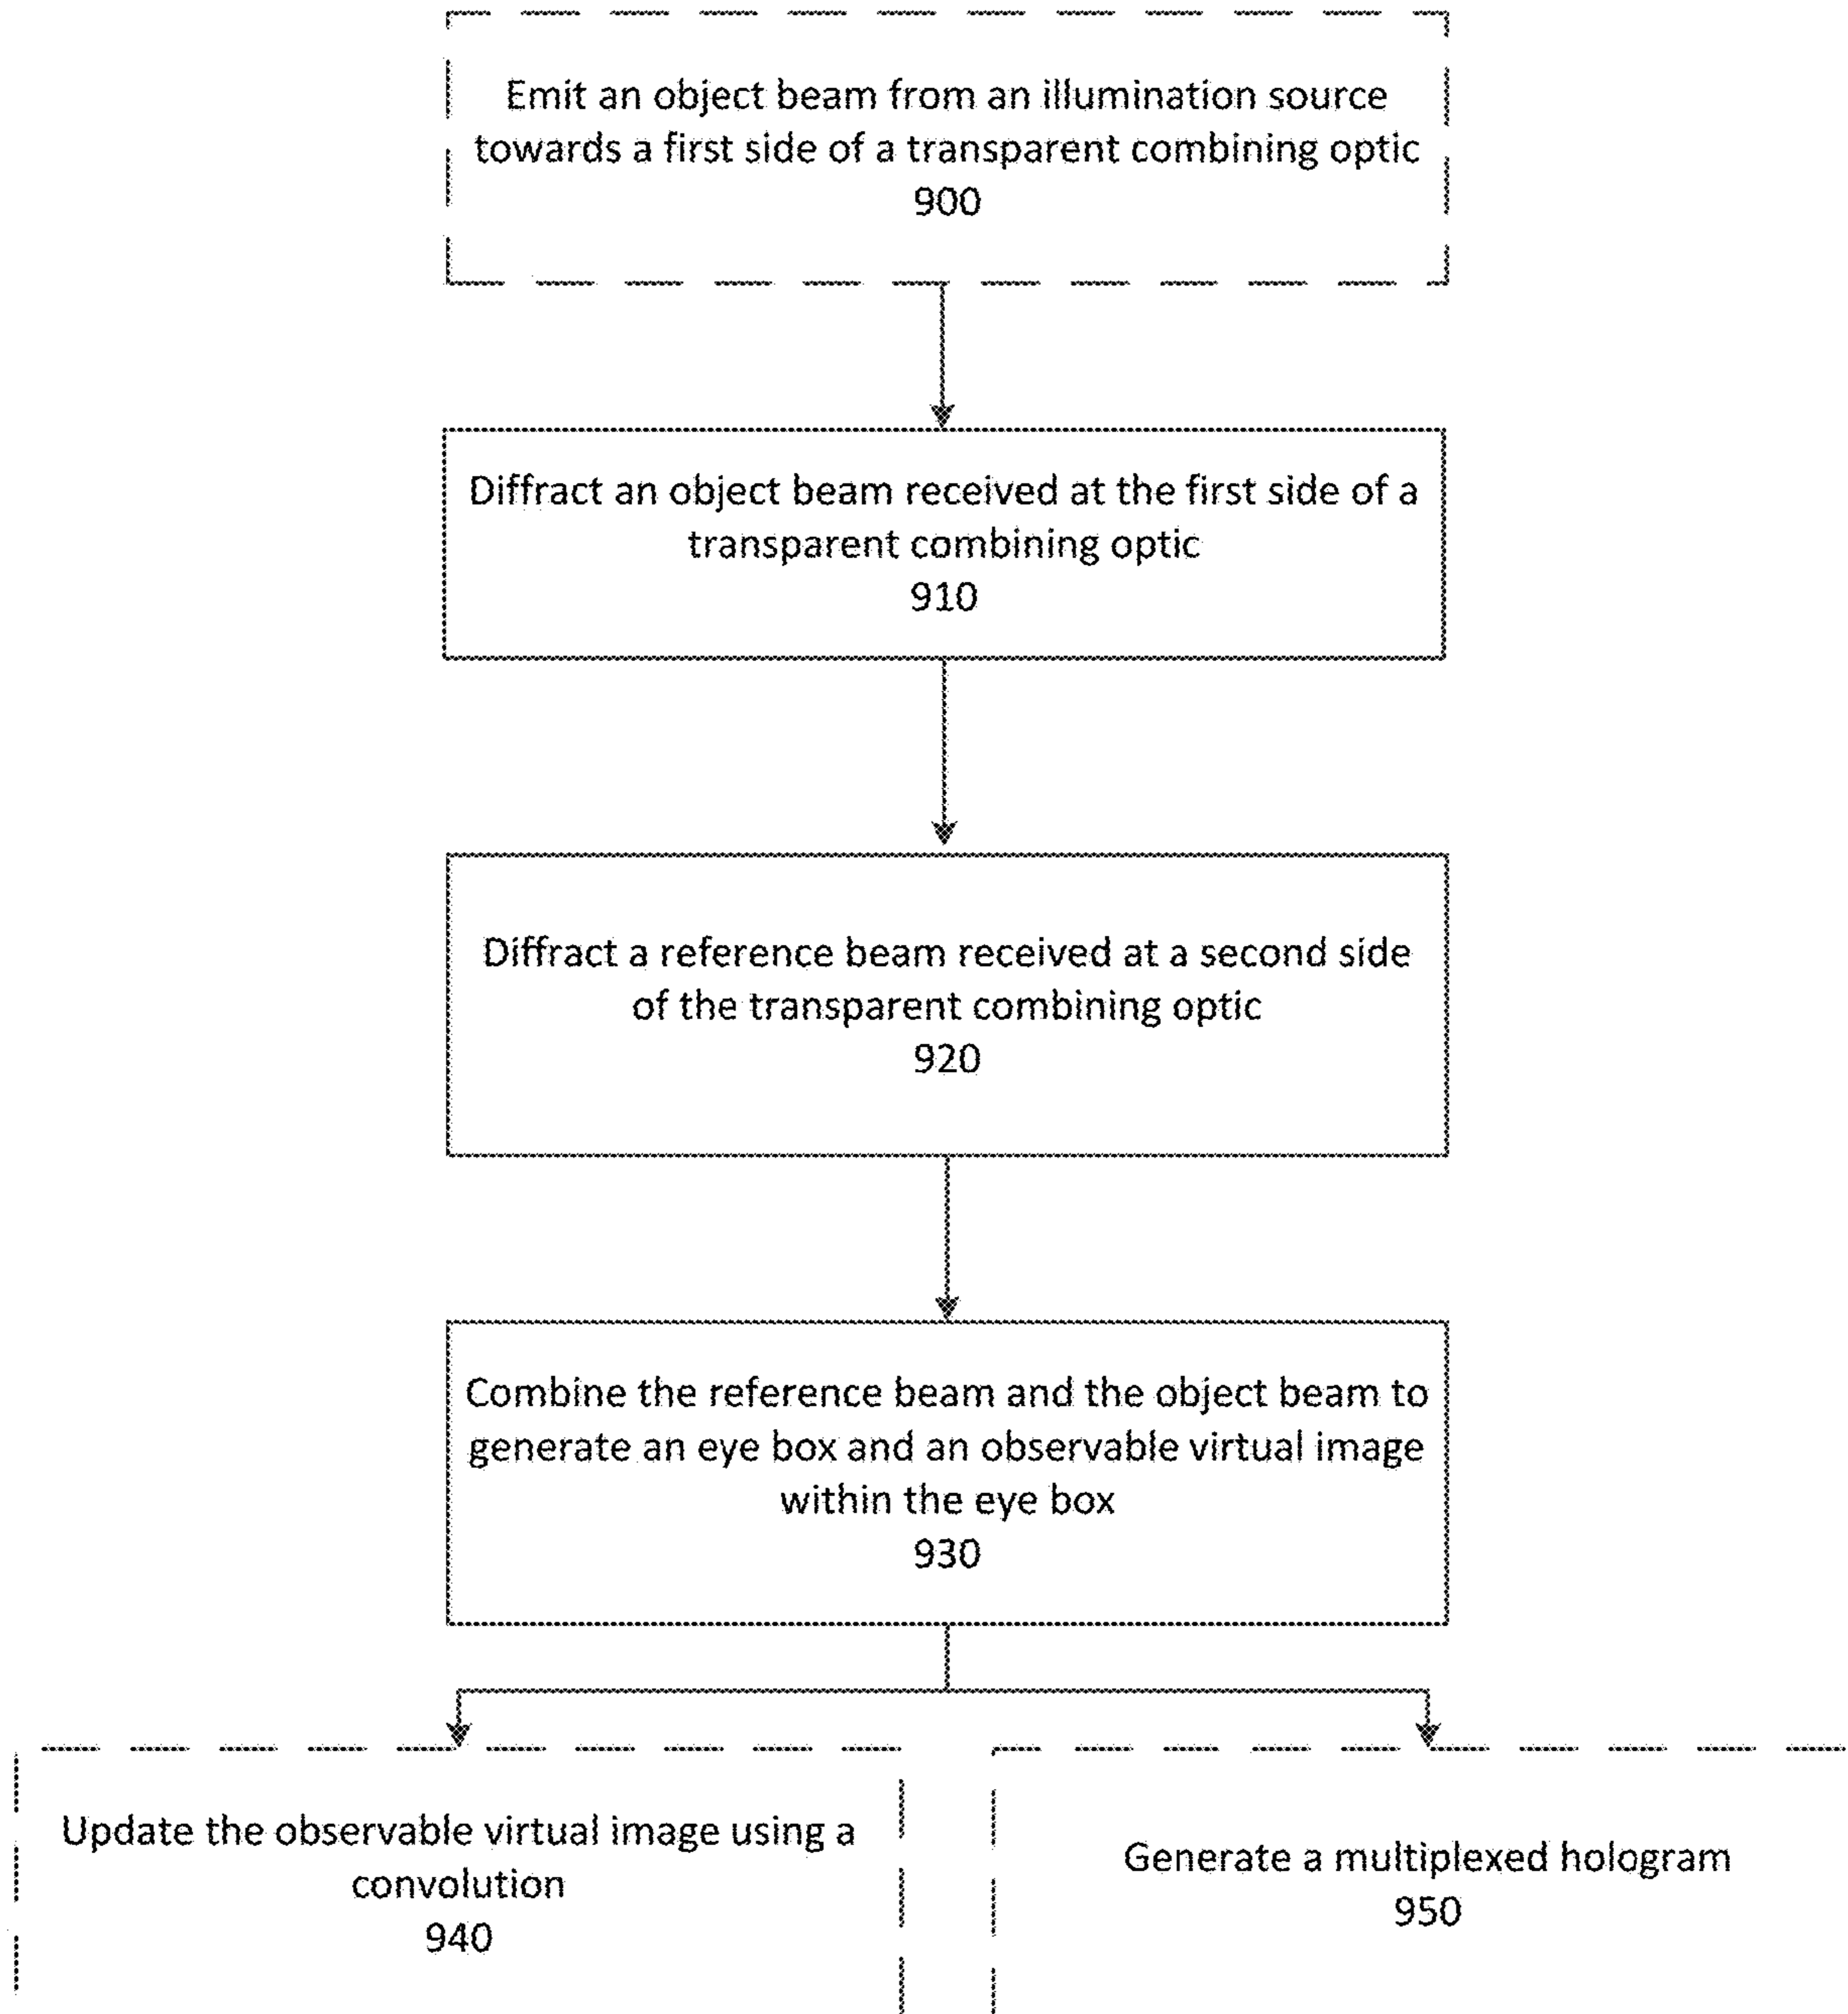 Emit an object beam from an illumination source
towards a first side of a transparent combining optic
900
Diffract an object beam received at the first side of a
transparent combining optic
910
Diffract a reference beam received at a second side
of the transparent combining optic
920
Combine the reference beam and the object beam to
generate an eye box and an observable virtual image
within the eye box
930
Update the observable virtual image using a
convolution
940
Generate a multiplexed hologram
950